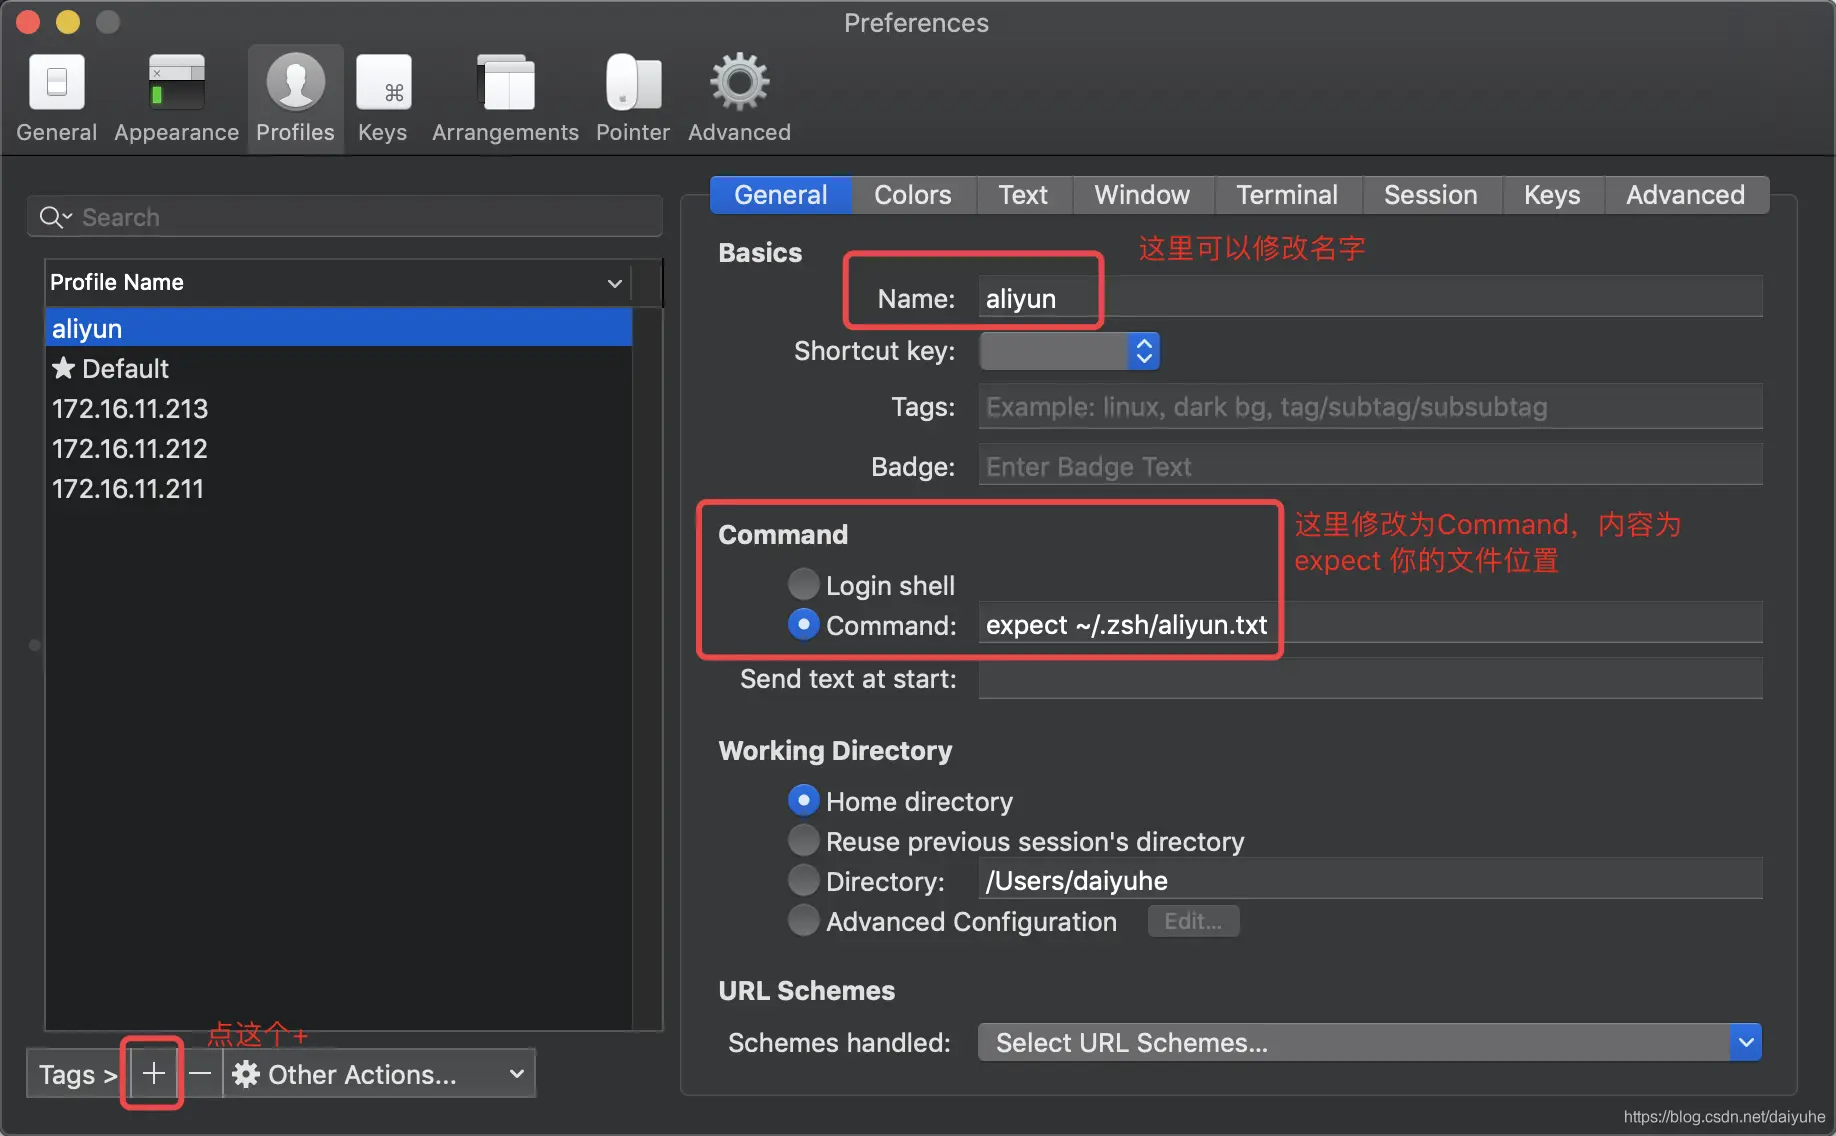 Preferences
General
Appearance
Profiles
Keys
Arrangements
Pointer
Advanced
Search
Profile Name
aliyun
Default
172.16.11.213
172.16.11.212
172.16.11.211
点这个+
Tags >
Other Actions...
General Colors Text Window Terminal Session Keys Advanced
Basics
这里可以修改名字
Name: aliyun
Shortcut key:
Tags: Example: linux, dark bg, tag/subtag/subsubtag
Badge: Enter Badge Text
Command
这里修改为Command，内容为
expect 你的文件位置
Login shell
Command: expect ~/.zsh/aliyun.txt
Send text at start:
Working Directory
Home directory
Reuse previous session's directory
Directory: /Users/daiyuhe
Advanced Configuration Edit...
URL Schemes
Schemes handled: Select URL Schemes...
https://blog.csdn.net/daiyuhe